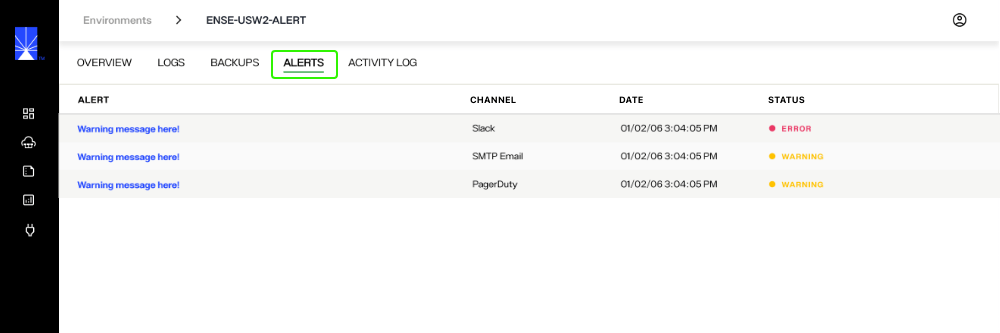 Environments > ENSE-USW2-ALERT
OVERVIEW LOGS BACKUPS ALERTS ACTIVITY LOG
ALERT CHANNEL DATE STATUS
Warning message here! Slack 01/02/06 3:04:05 PM ERROR
Warning message here! SMTP Email 01/02/06 3:04:05 PM WARNING
Warning message here! PagerDuty 01/02/06 3:04:05 PM WARNING